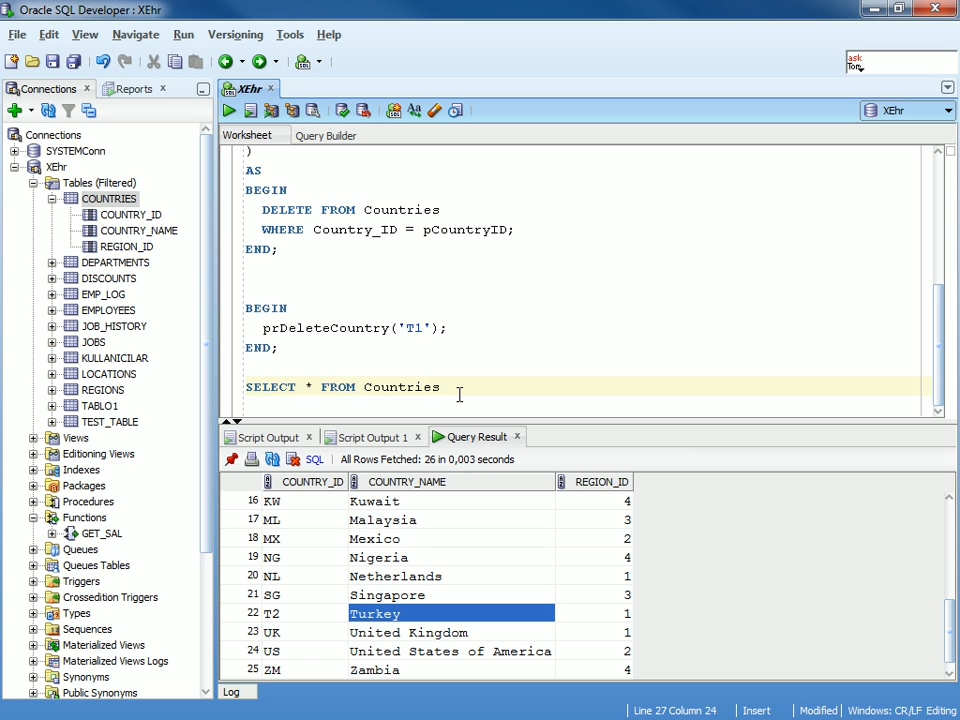 Oracle SQL Developer : XEhr
File Edit View Navigate Run Versioning Tools Help
ask
Tom
Connections Reports
XEhr
XEhr
Worksheet Query Builder
Connections
SYSTEMConn
XEhr
Tables (Filtered)
COUNTRIES
COUNTRY_ID
COUNTRY_NAME
REGION_ID
DEPARTMENTS
DISCOUNTS
EMP_LOG
EMPLOYEES
JOB_HISTORY
JOBS
KULLANICILAR
LOCATIONS
REGIONS
TABLO1
TEST_TABLE
Views
Editioning Views
Indexes
Packages
Procedures
Functions
GET_SAL
Queues
Queues Tables
Triggers
Crossedition Triggers
Types
Sequences
Materialized Views
Materialized Views Logs
Synonyms
Public Synonyms
)
AS
BEGIN
DELETE FROM Countries
WHERE Country_ID = pCountryID;
END;
BEGIN
prDeleteCountry('T1');
END;
SELECT * FROM Countries
Script Output Script Output 1 Query Result
SQL All Rows Fetched: 26 in 0,003 seconds
COUNTRY_ID COUNTRY_NAME REGION_ID
16 KW Kuwait 4
17 ML Malaysia 3
18 MX Mexico 2
19 NG Nigeria 4
20 NL Netherlands 1
21 SG Singapore 3
22 T2 Turkey 1
23 UK United Kingdom 1
24 US United States of America 2
25 ZM Zambia 4
Log
Line 27 Column 24 Insert Modified Windows: CR/LF Editing